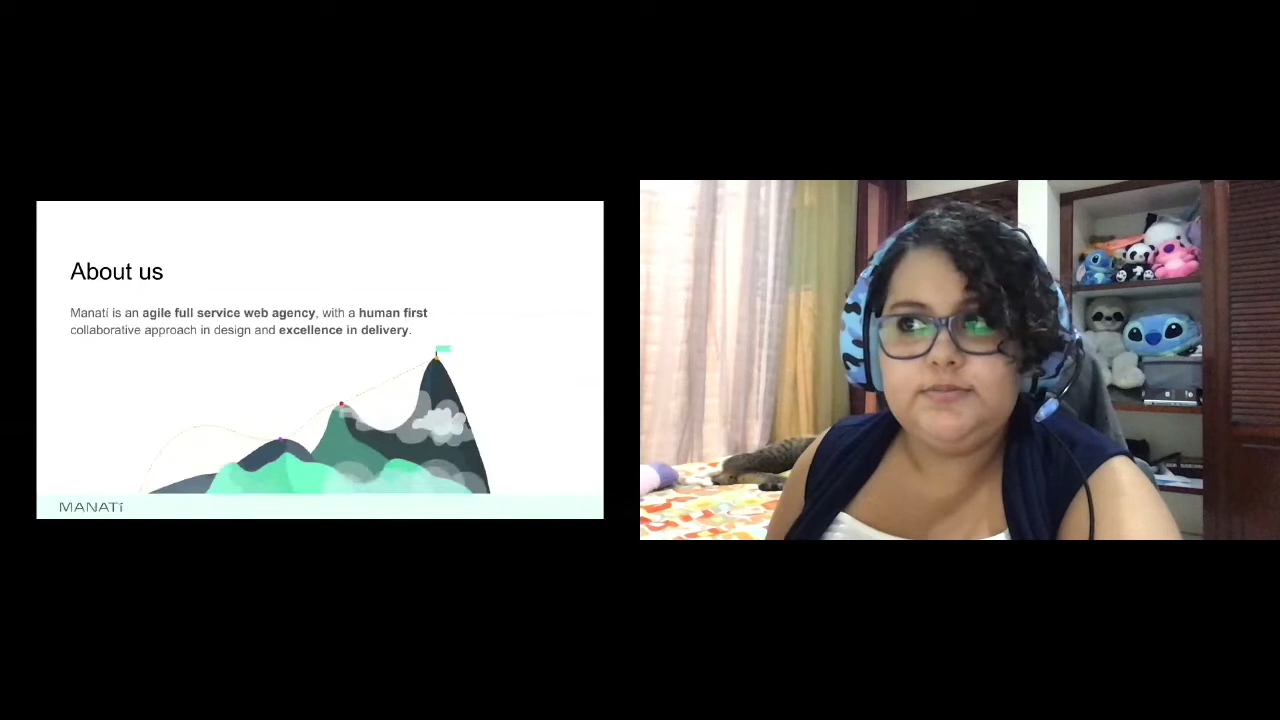 About us
Manatí is an agile full service web agency, with a human first
collaborative approach in design and excellence in delivery.
MANATí